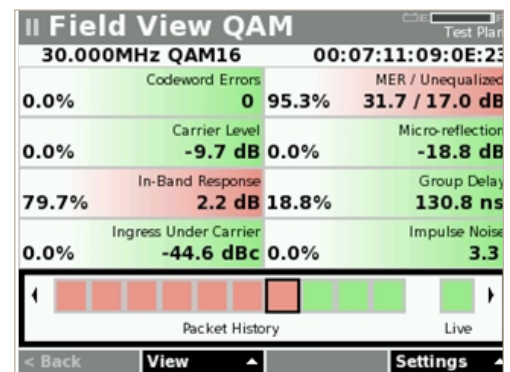 Field View QAM
Test Plan
30.000MHz QAM16 00:07:11:09:0E:23
Codeword Errors MER / Unequalized
0.0% 0 95.3% 31.7 / 17.0 dB
Carrier Level Micro-reflection
0.0% -9.7 dB 0.0% -18.8 dB
In-Band Response Group Delay
79.7% 2.2 dB 18.8% 130.8 ns
Ingress Under Carrier Impulse Noise
0.0% -44.6 dBc 0.0% 3.3
Packet History Live
< Back View Settings